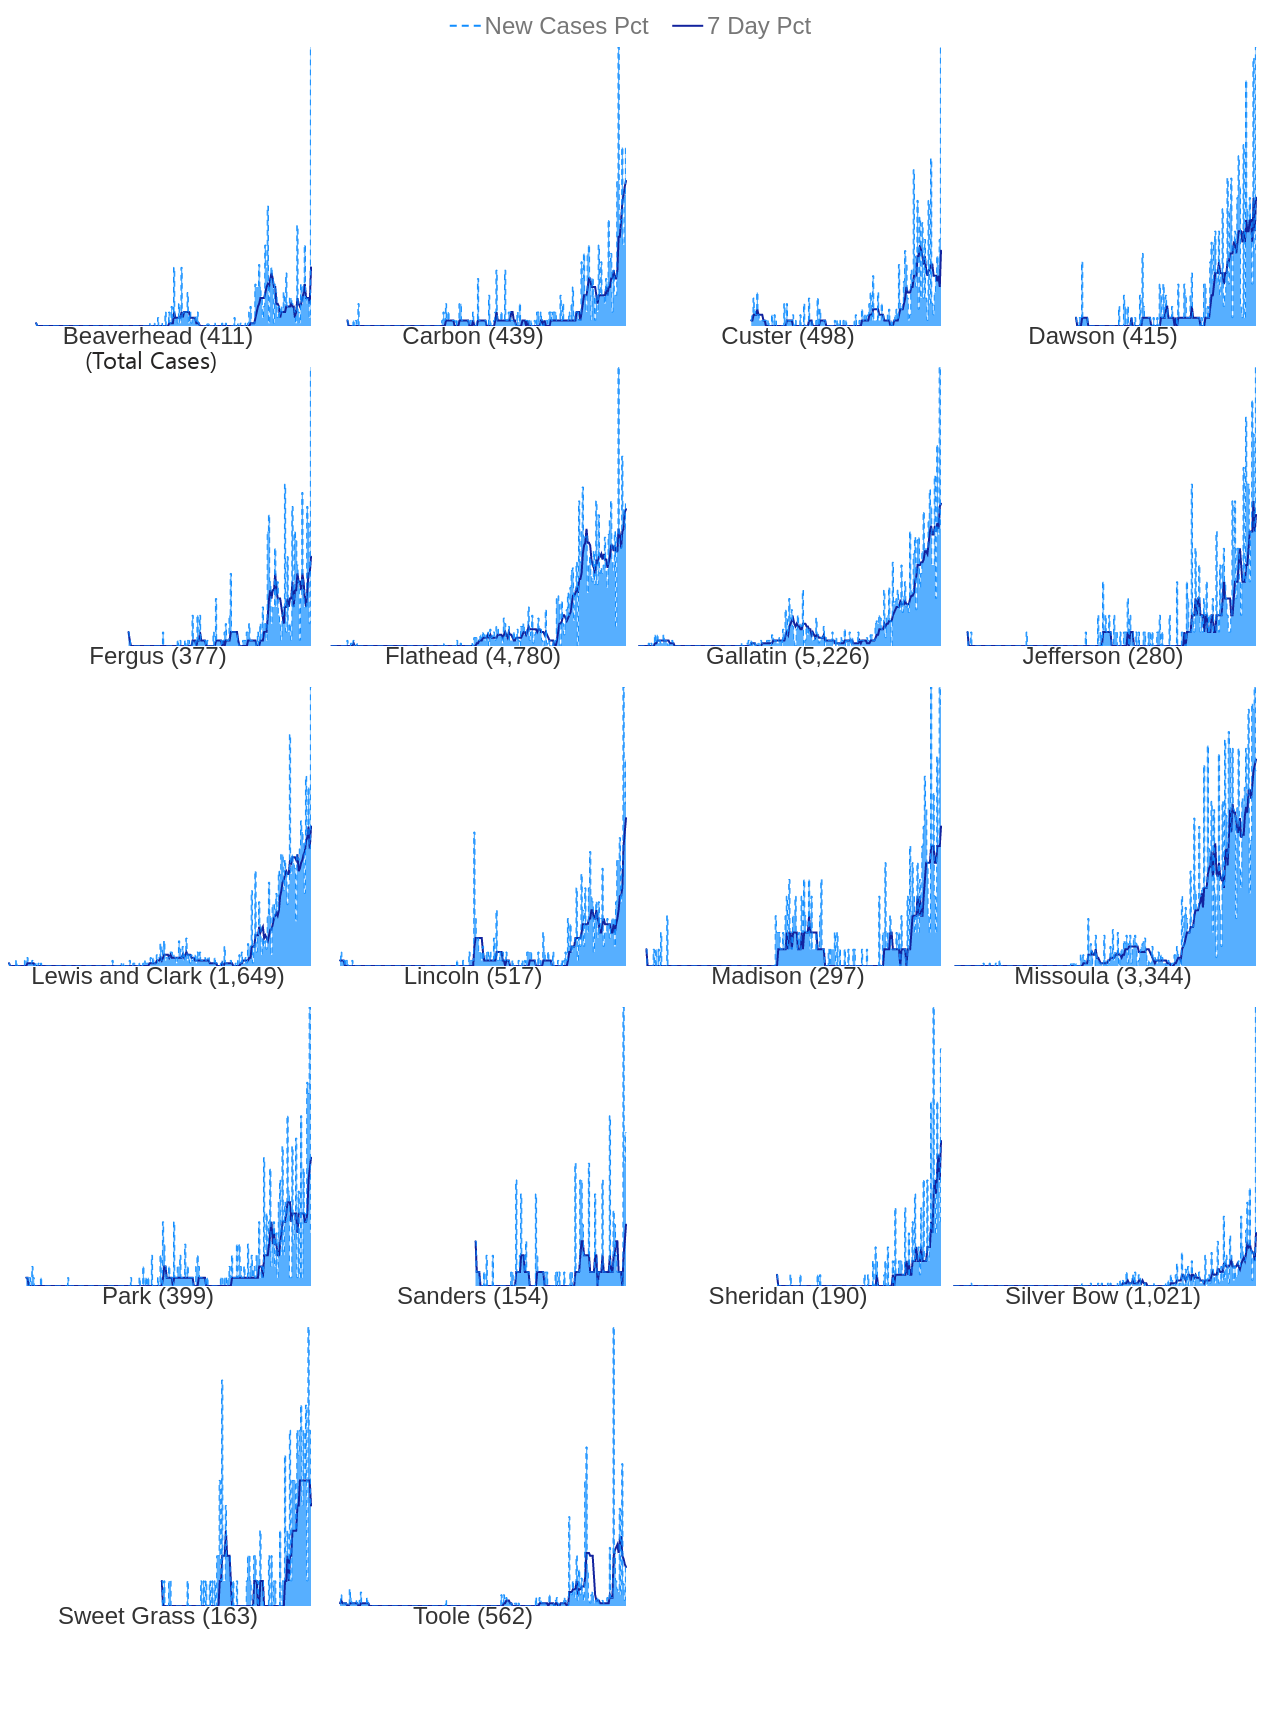 New Cases Pct 7 Day Pct
Beaverhead (411) Carbon (439) Custer (498) Dawson (415)
(Total Cases)
Fergus (377) Flathead (4,780) Gallatin (5,226) Jefferson (280)
Lewis and Clark (1,649) Lincoln (517) Madison (297) Missoula (3,344)
Park (399) Sanders (154) Sheridan (190) Silver Bow (1,021)
Sweet Grass (163) Toole (562)